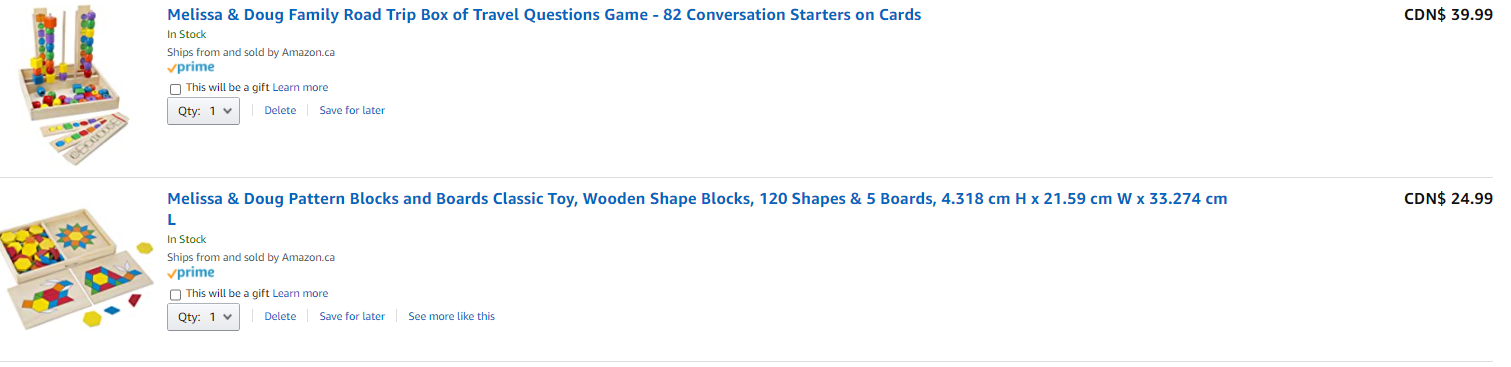 Melissa & Doug Family Road Trip Box of Travel Questions Game - 82 Conversation Starters on Cards
CDN$ 39.99
In Stock
Ships from and sold by Amazon.ca
prime
This will be a gift Learn more
Qty: 1
Delete
Save for later
Melissa & Doug Pattern Blocks and Boards Classic Toy, Wooden Shape Blocks, 120 Shapes & 5 Boards, 4.318 cm H x 21.59 cm W x 33.274 cm
L
CDN$ 24.99
In Stock
Ships from and sold by Amazon.ca
prime
This will be a gift Learn more
Qty: 1
Delete
Save for later
See more like this